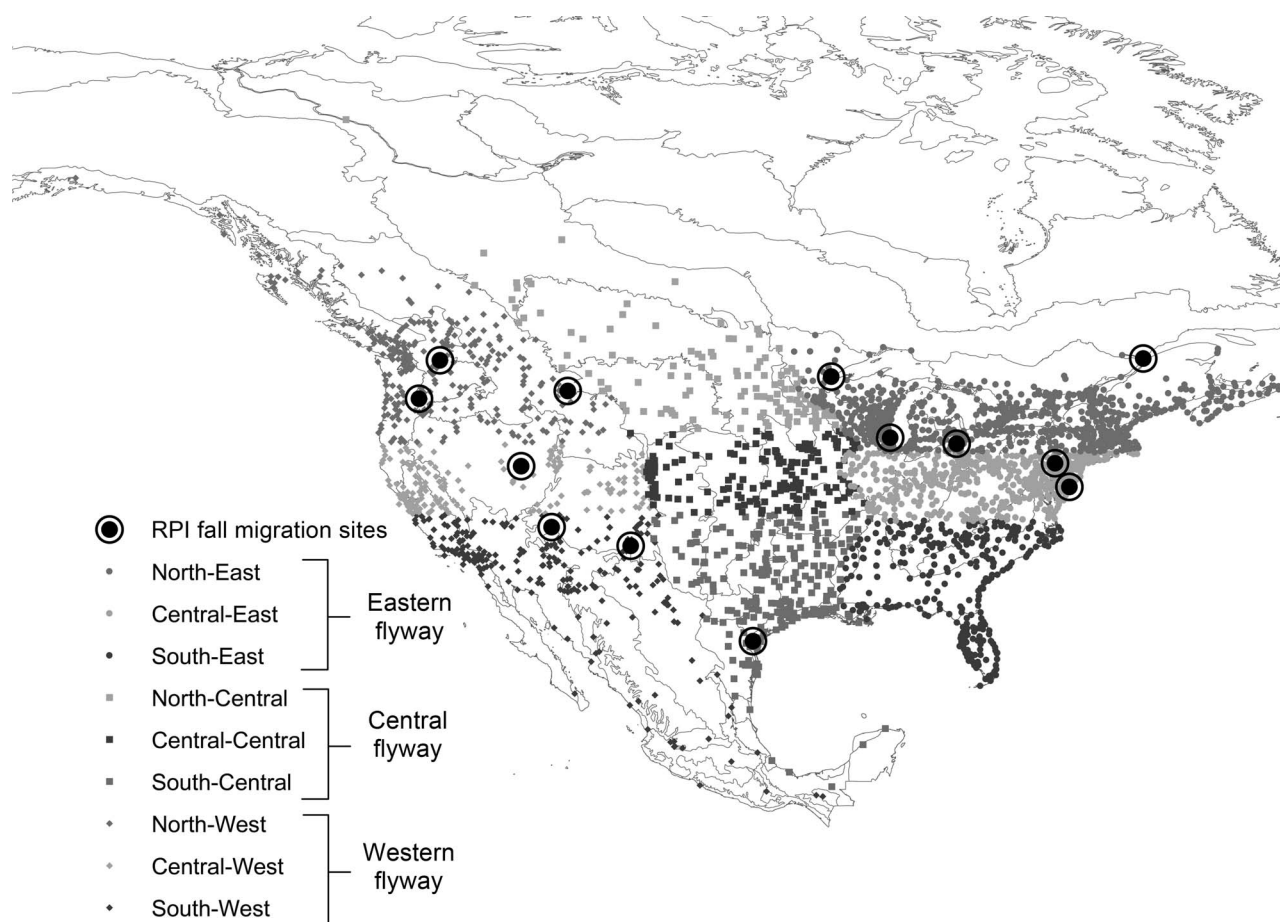 RPI fall migration sites
North-East
Central-East
South-East
Eastern
flyway
North-Central
Central-Central
South-Central
Central
flyway
North-West
Central-West
South-West
Western
flyway